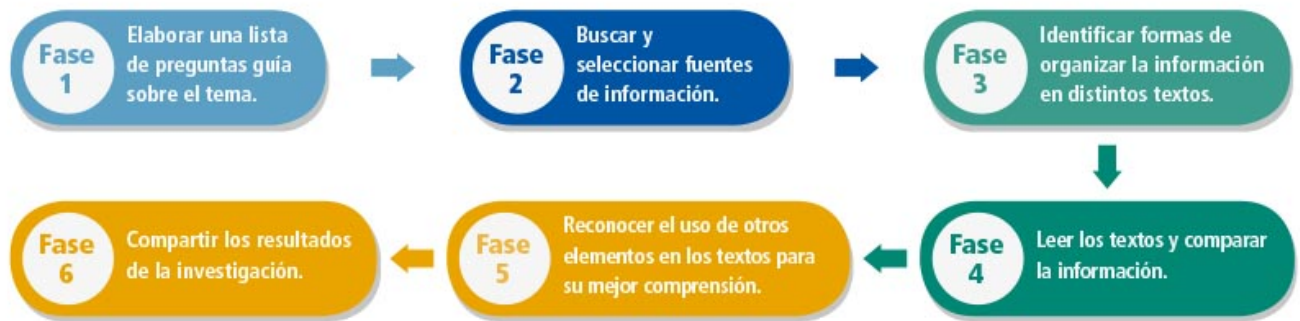 Fase
1
Elaborar una lista
de preguntas guía
sobre el tema.
Fase
2
Buscar y
seleccionar fuentes
de información.
Fase
3
Identificar formas de
organizar la información
en distintos textos.
Fase
4
Leer los textos y comparar
la información.
Fase
5
Reconocer el uso de otros
elementos en los textos para
su mejor comprensión.
Fase
6
Compartir los resultados
de la investigación.